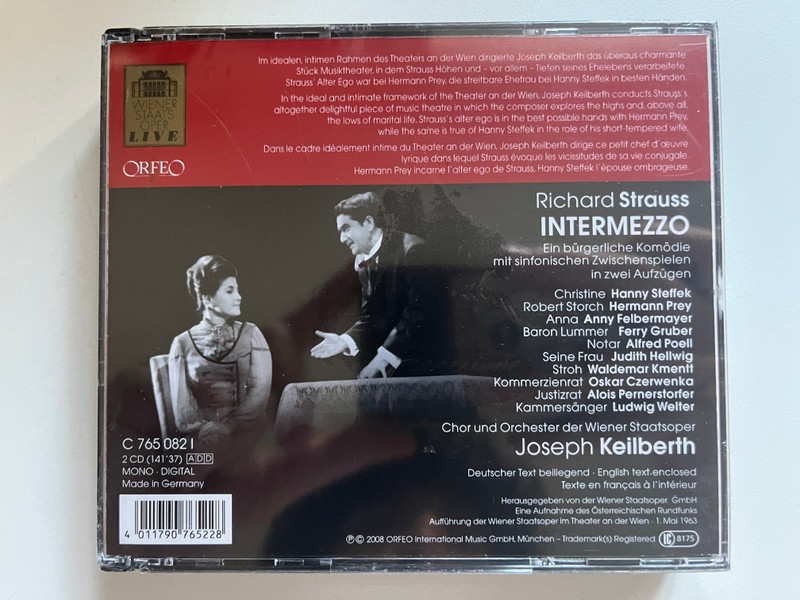 WIENER
STAATS
OPER
LIVE
ORFEO
Im idealen, intimen Rahmen des Theaters an der Wien dirigierte Joseph Keilberth das überaus charmante
Stück Musiktheater, in dem Strauss Höhen und – vor allem – Tiefen seines Ehelebens verarbeitete.
Strauss' Alter Ego war bei Hermann Prey, die streitbare Ehefrau bei Hanny Steffek in besten Händen.
In the ideal and intimate framework of the Theater an der Wien, Joseph Keilberth conducts Strauss's
altogether delightful piece of music theatre in which the composer explores the highs and, above all,
the lows of marital life. Strauss's alter ego is in the best possible hands with Hermann Prey,
while the same is true of Hanny Steffek in the role of his short-tempered wife.
Dans le cadre idéalement intime du Theater an der Wien, Joseph Keilberth dirige ce petit chef d'œuvre
lyrique dans lequel Strauss évoque les vicissitudes de sa vie conjugale.
Hermann Prey incarne l'alter ego de Strauss, Hanny Steffek l'épouse ombrageuse.
Richard Strauss
INTERMEZZO
Ein bürgerliche Komödie
mit sinfonischen Zwischenspielen
in zwei Aufzügen
Christine Hanny Steffek
Robert Storch Hermann Prey
Anna Anny Felbermayer
Baron Lummer Ferry Gruber
Notar Alfred Poell
Seine Frau Judith Hellwig
Stroh Waldemar Kmentt
Kommerzienrat Oskar Czerwenka
Justizrat Alois Pernerstorfer
Kammersänger Ludwig Welter
Chor und Orchester der Wiener Staatsoper
Joseph Keilberth
Deutscher Text beiliegend · English text enclosed
Texte en français à l'intérieur
Herausgegeben von der Wiener Staatsoper GmbH
Eine Aufnahme des Österreichischen Rundfunks
Aufführung der Wiener Staatsoper im Theater an der Wien · 1. Mai 1963
C 765 082 I
2 CD (141'37) ADD
MONO · DIGITAL
Made in Germany
4 011790 765228
℗© 2008 ORFEO International Music GmbH, München – Trademark(s) Registered LC 8175